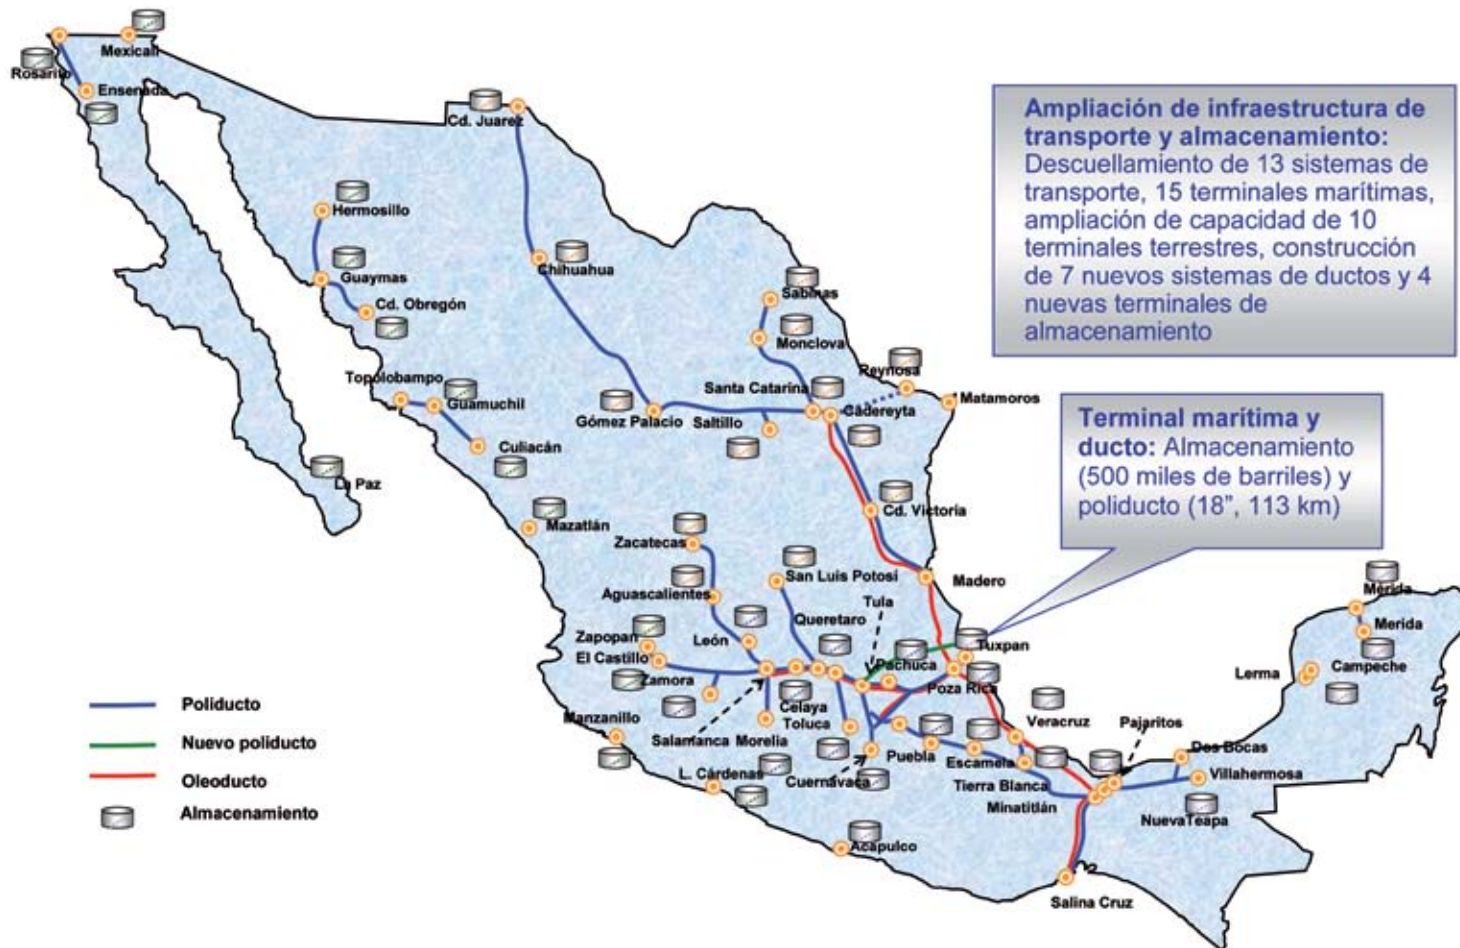 Mexicali
Rosarito
Ensenada
Cd. Juarez
Ampliación de infraestructura de
transporte y almacenamiento:
Descuellamiento de 13 sistemas de
transporte, 15 terminales marítimas,
ampliación de capacidad de 10
terminales terrestres, construcción
de 7 nuevos sistemas de ductos y 4
nuevas terminales de
almacenamiento
Hermosillo
Guaymas
Cd. Obregón
Chihuahua
Sabinas
Monclova
Reynosa
Matamoros
Santa Catarina
Cadereyta
Topolobampo
Guamuchil
Culiacán
Gómez Palacio
Saltillo
La Paz
Mazatlán
Terminal marítima y
ducto: Almacenamiento
(500 miles de barriles) y
poliducto (18”, 113 km)
Cd. Victoria
Zacatecas
San Luis Potosí
Madero
Aguascalientes
Tula
Queretaro
Zapopan
León
El Castillo
Pachuca
Tuxpan
Mérida
Merida
Lerma
Campeche
Zamora
Celaya
Poza Rica
Toluca
Veracruz
Pajaritos
Manzanillo
Salamanca
Morelia
Puebla
Escamela
Dos Bocas
Villahermosa
L. Cárdenas
Cuernavaca
Tierra Blanca
Minatitlán
NuevaTeapa
Acapulco
Salina Cruz
Poliducto
Nuevo poliducto
Oleoducto
Almacenamiento